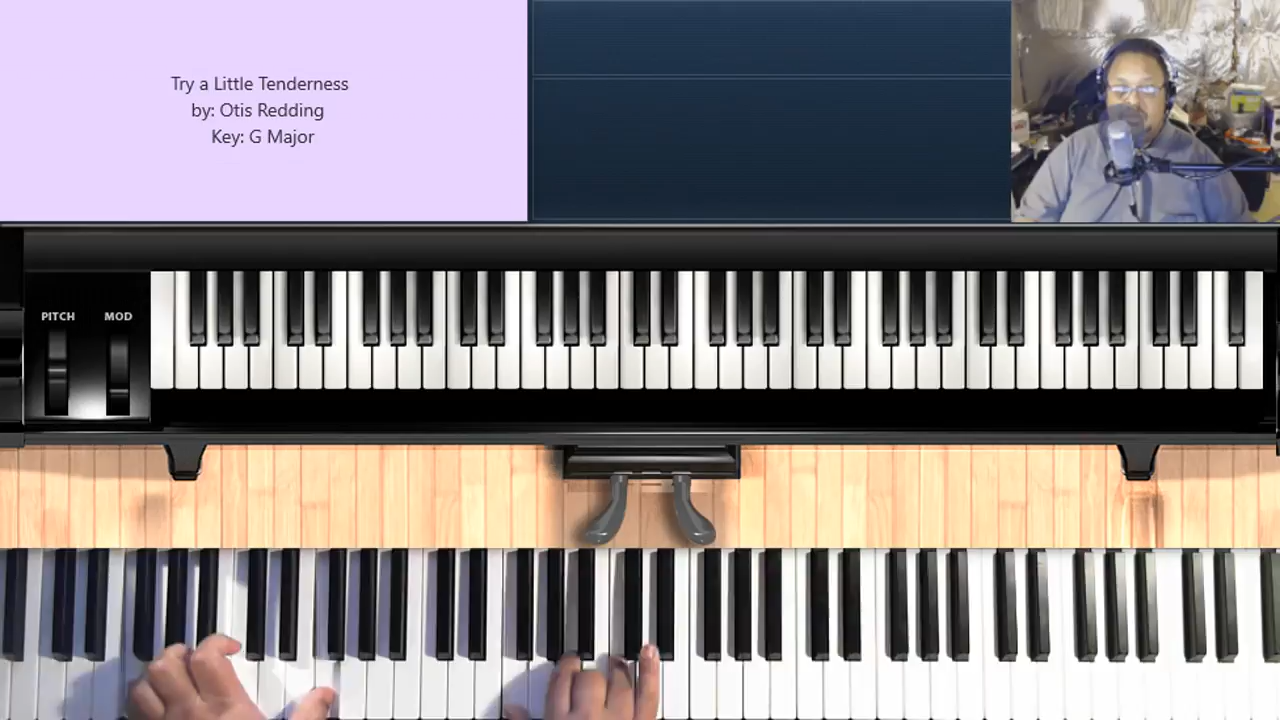 Try a Little Tenderness
by: Otis Redding
Key: G Major
PITCH
MOD